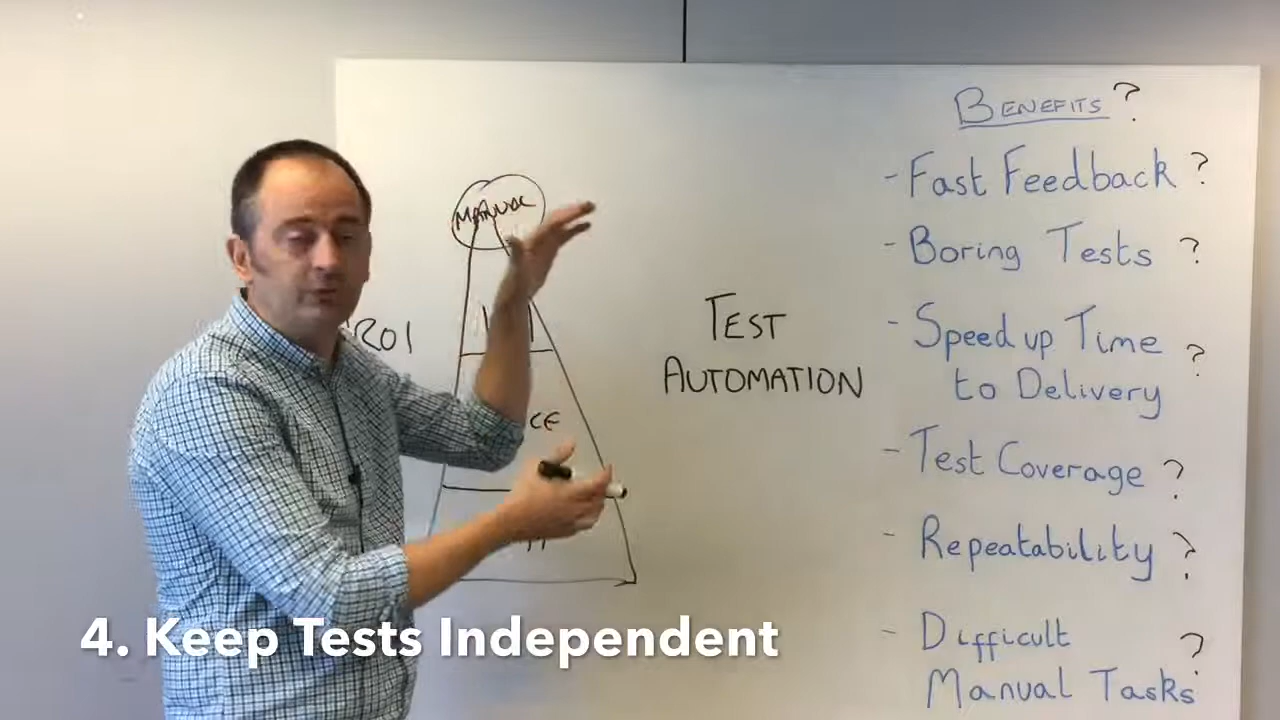 BENEFITS?
- Fast Feedback ?
- Boring Tests ?
- Speed up Time
to Delivery ?
- Test Coverage ?
- Repeatability ?
- Difficult
Manual Tasks ?
TEST
AUTOMATION
MANUAL
ROI
4. Keep Tests Independent